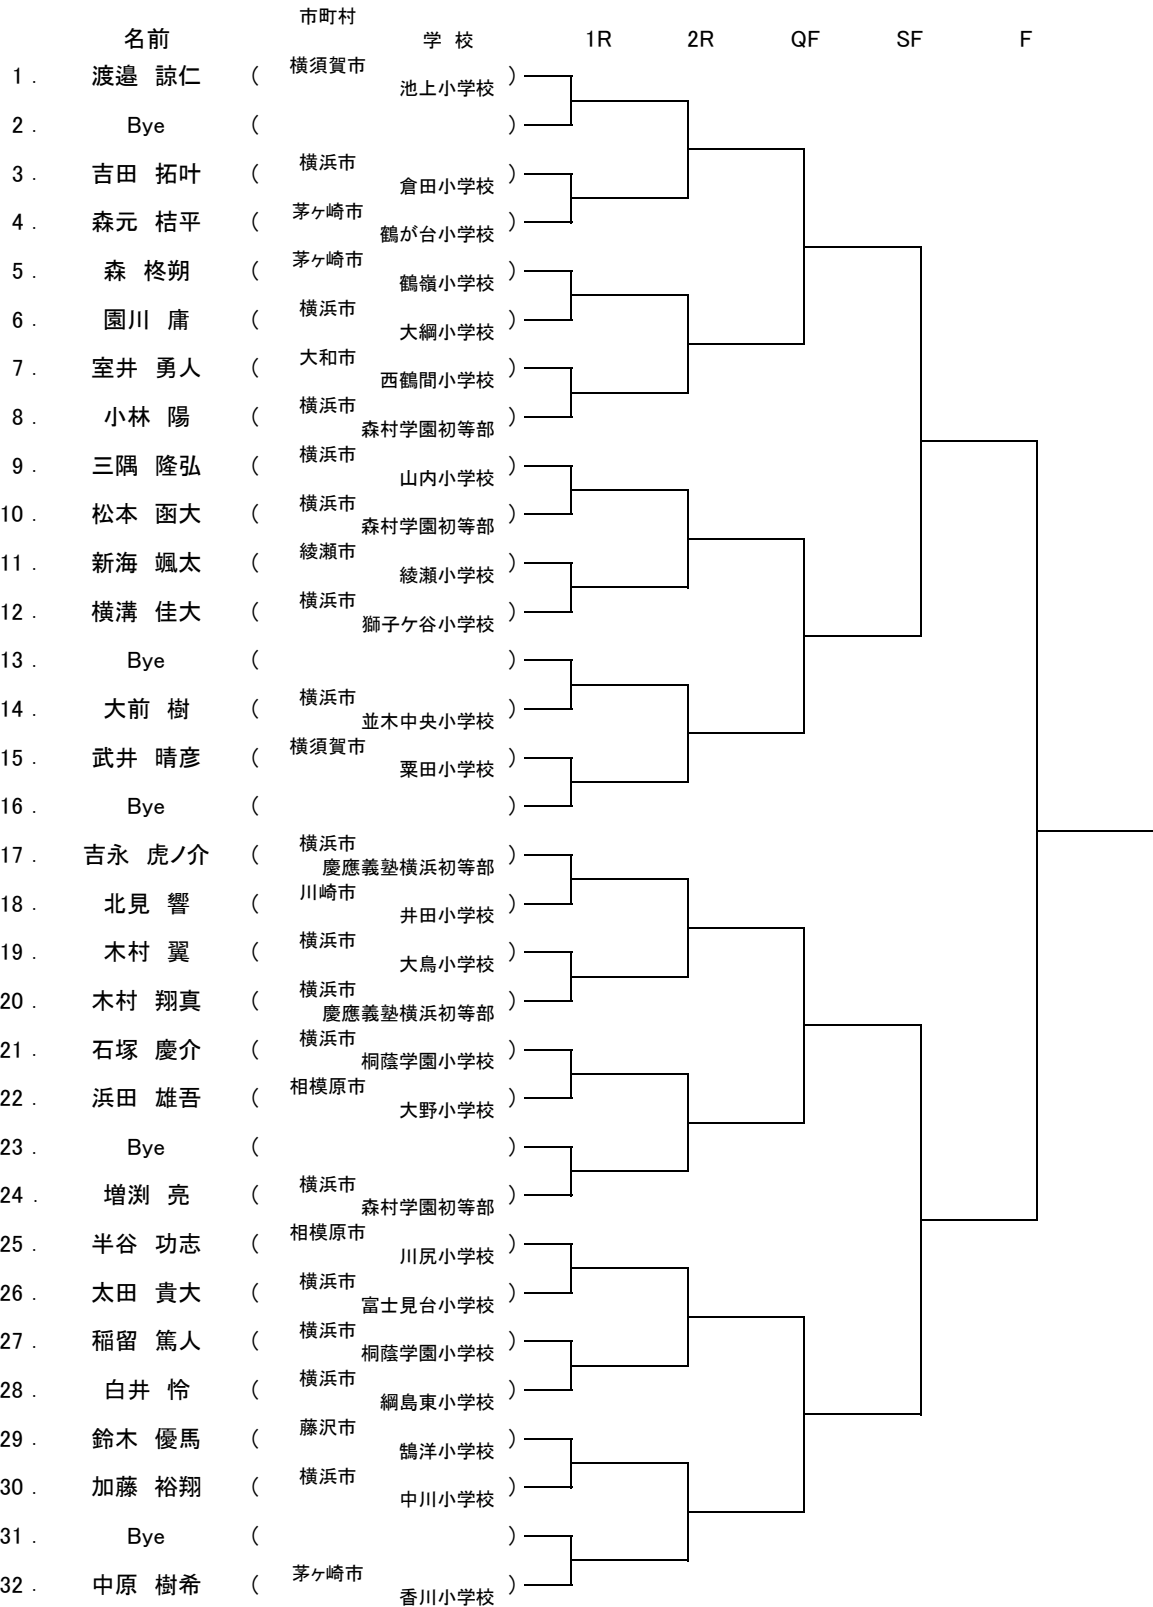 市町村
名前 学 校 1R 2R QF SF F
1 . 渡邉 諒仁 ( 横須賀市 池上小学校 )
2 . Bye ( )
3 . 吉田 拓叶 ( 横浜市 倉田小学校 )
4 . 森元 桔平 ( 茅ヶ崎市 鶴が台小学校 )
5 . 森 柊朔 ( 茅ヶ崎市 鶴嶺小学校 )
6 . 園川 庸 ( 横浜市 大綱小学校 )
7 . 室井 勇人 ( 大和市 西鶴間小学校 )
8 . 小林 陽 ( 横浜市 森村学園初等部 )
9 . 三隅 隆弘 ( 横浜市 山内小学校 )
10 . 松本 函大 ( 横浜市 森村学園初等部 )
11 . 新海 颯太 ( 綾瀬市 綾瀬小学校 )
12 . 横溝 佳大 ( 横浜市 獅子ケ谷小学校 )
13 . Bye ( )
14 . 大前 樹 ( 横浜市 並木中央小学校 )
15 . 武井 晴彦 ( 横須賀市 粟田小学校 )
16 . Bye ( )
17 . 吉永 虎ノ介 ( 横浜市 慶應義塾横浜初等部 )
18 . 北見 響 ( 川崎市 井田小学校 )
19 . 木村 翼 ( 横浜市 大鳥小学校 )
20 . 木村 翔真 ( 横浜市 慶應義塾横浜初等部 )
21 . 石塚 慶介 ( 横浜市 桐蔭学園小学校 )
22 . 浜田 雄吾 ( 相模原市 大野小学校 )
23 . Bye ( )
24 . 増渕 亮 ( 横浜市 森村学園初等部 )
25 . 半谷 功志 ( 相模原市 川尻小学校 )
26 . 太田 貴大 ( 横浜市 富士見台小学校 )
27 . 稲留 篤人 ( 横浜市 桐蔭学園小学校 )
28 . 白井 怜 ( 横浜市 綱島東小学校 )
29 . 鈴木 優馬 ( 藤沢市 鵠洋小学校 )
30 . 加藤 裕翔 ( 横浜市 中川小学校 )
31 . Bye ( )
32 . 中原 樹希 ( 茅ヶ崎市 香川小学校 )